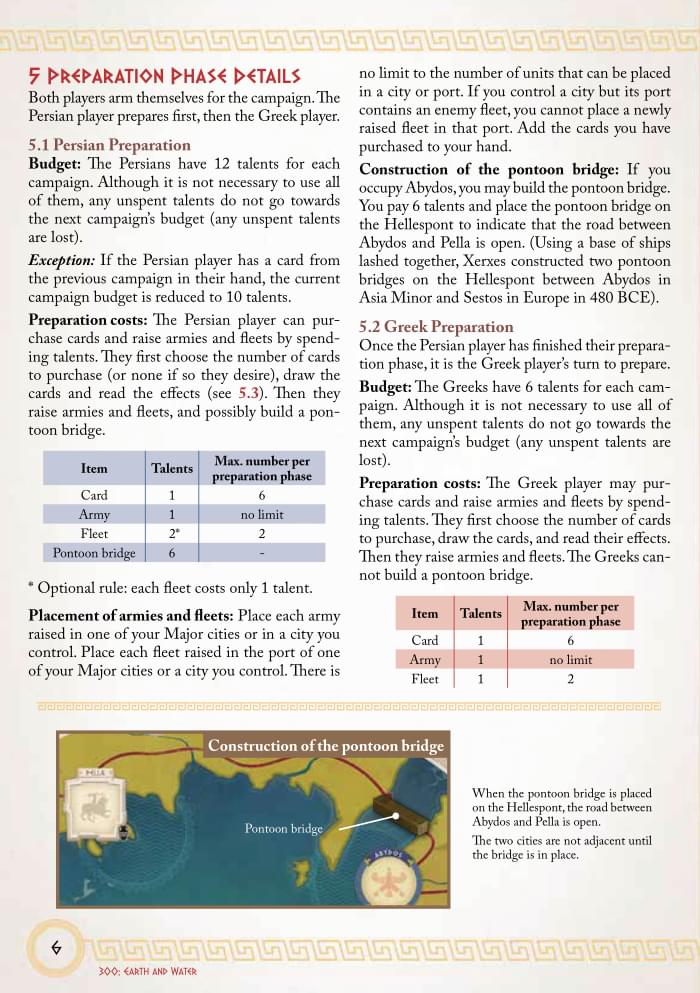 5 PREPARATION PHASE DETAILS
Both players arm themselves for the campaign. The
Persian player prepares first, then the Greek player.
5.1 Persian Preparation
Budget: The Persians have 12 talents for each
campaign. Although it is not necessary to use all
of them, any unspent talents do not go towards
the next campaign's budget (any unspent talents
are lost).
Exception: If the Persian player has a card from
the previous campaign in their hand, the current
campaign budget is reduced to 10 talents.
Preparation costs: The Persian player can pur-
chase cards and raise armies and fleets by spend-
ing talents. They first choose the number of cards
to purchase (or none if so they desire), draw the
cards and read the effects (see 5.3). Then they
raise armies and fleets, and possibly build a pon-
toon bridge.
Item Talents Max. number per
preparation phase
Card 1 6
Army 1 no limit
Fleet 2* 2
Pontoon bridge 6 -
* Optional rule: each fleet costs only 1 talent.
Placement of armies and fleets: Place each army
raised in one of your Major cities or in a city you
control. Place each fleet raised in the port of one
of your Major cities or a city you control. There is
no limit to the number of units that can be placed
in a city or port. If you control a city but its port
contains an enemy fleet, you cannot place a newly
raised fleet in that port. Add the cards you have
purchased to your hand.
Construction of the pontoon bridge: If you
occupy Abydos, you may build the pontoon bridge.
You pay 6 talents and place the pontoon bridge on
the Hellespont to indicate that the road between
Abydos and Pella is open. (Using a base of ships
lashed together, Xerxes constructed two pontoon
bridges on the Hellespont between Abydos in
Asia Minor and Sestos in Europe in 480 BCE).
5.2 Greek Preparation
Once the Persian player has finished their prepara-
tion phase, it is the Greek player's turn to prepare.
Budget: The Greeks have 6 talents for each cam-
paign. Although it is not necessary to use all of
them, any unspent talents do not go towards the
next campaign's budget (any unspent talents are
lost).
Preparation costs: The Greek player may pur-
chase cards and raise armies and fleets by spend-
ing talents. They first choose the number of cards
to purchase, draw the cards, and read their effects.
Then they raise armies and fleets. The Greeks can-
not build a pontoon bridge.
Item Talents Max. number per
preparation phase
Card 1 6
Army 1 no limit
Fleet 1 2
Construction of the pontoon bridge
PELLA
Pontoon bridge
ABYDOS
When the pontoon bridge is placed
on the Hellespont, the road between
Abydos and Pella is open.
The two cities are not adjacent until
the bridge is in place.
6
300: EARTH AND WATER